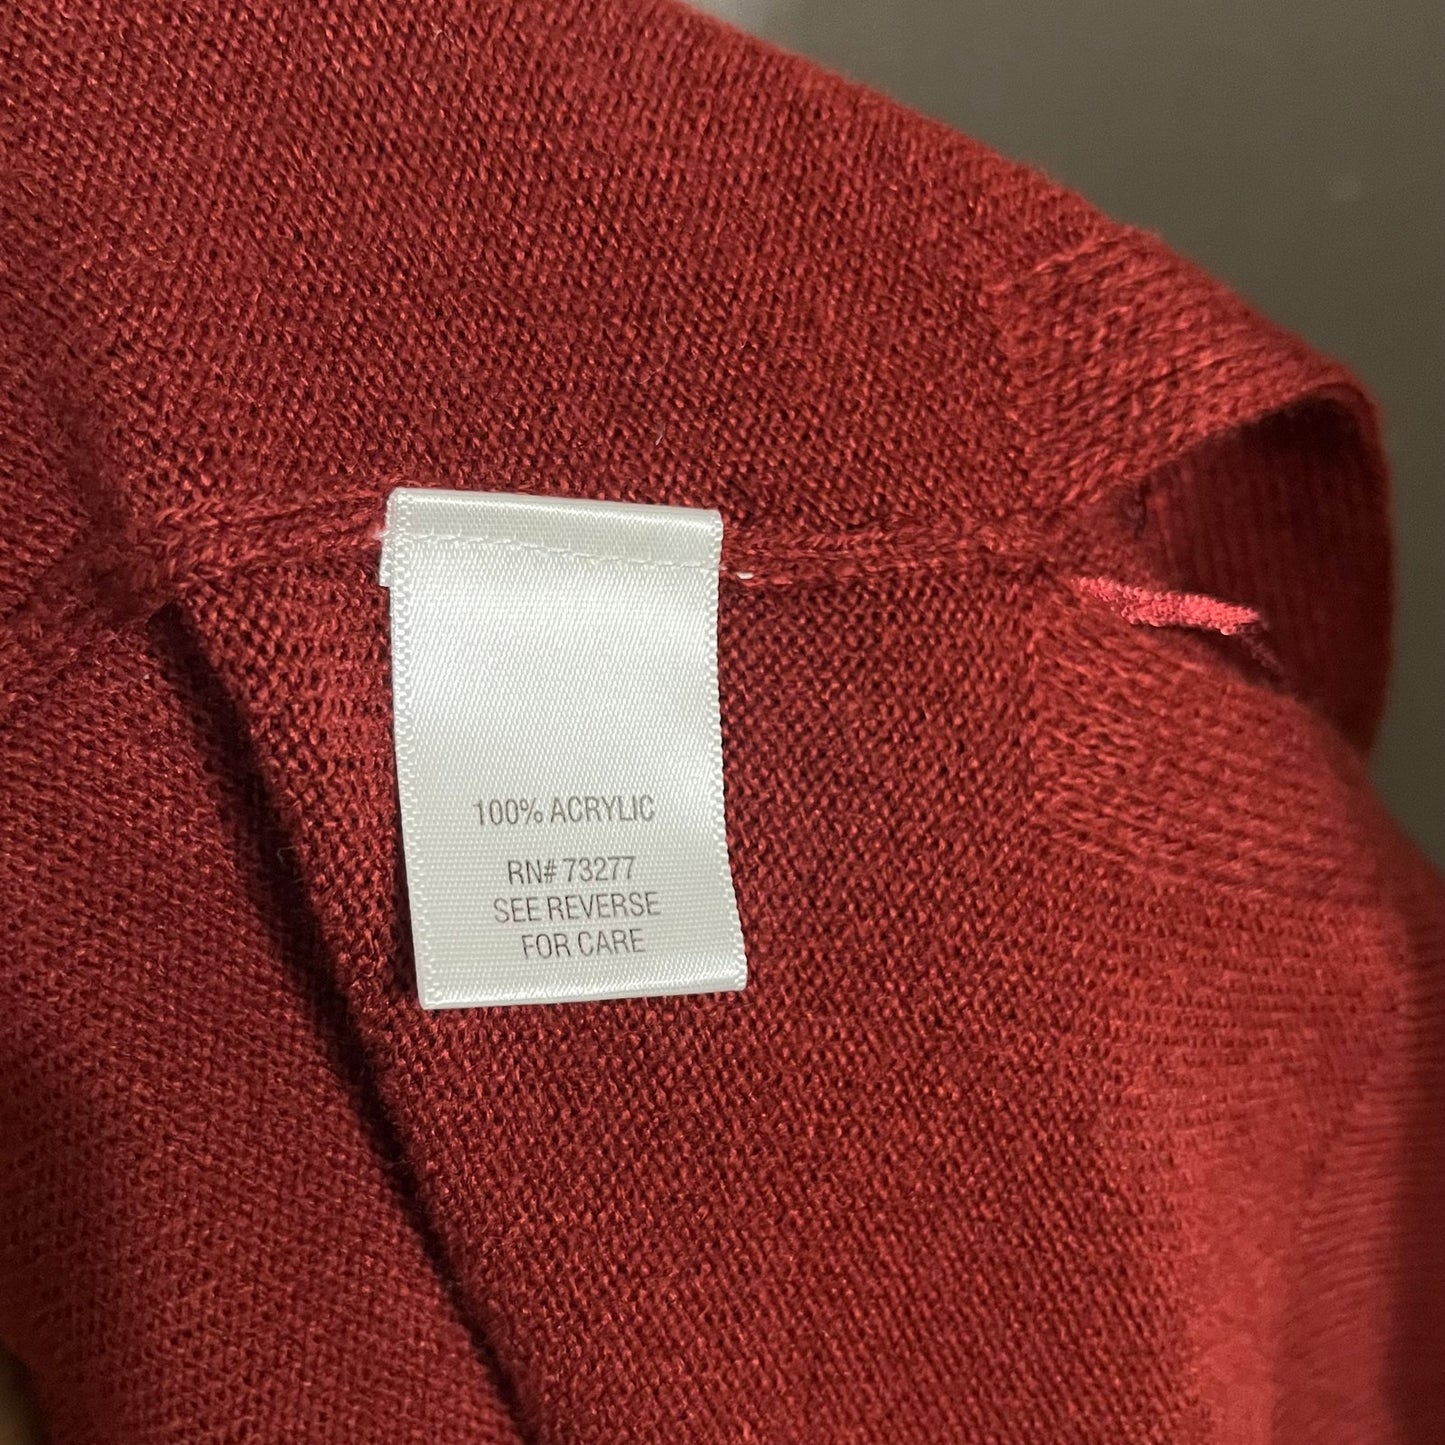 100% ACRYLIC
RN# 73277
SEE REVERSE
FOR CARE